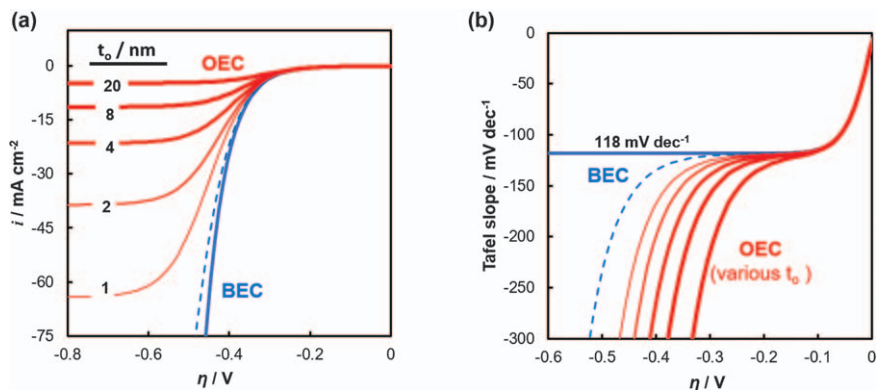 (a)
t₀ / nm
OEC
20
8
4
2
1
BEC
0
-15
-30
-45
-60
-75
i / mA cm⁻²
-0.8
-0.6
-0.4
-0.2
0
η / V
(b)
118 mV dec⁻¹
BEC
OEC
(various t₀ )
0
-50
-100
-150
-200
-250
-300
Tafel slope / mV dec⁻¹
-0.6
-0.5
-0.4
-0.3
-0.2
-0.1
0
η / V